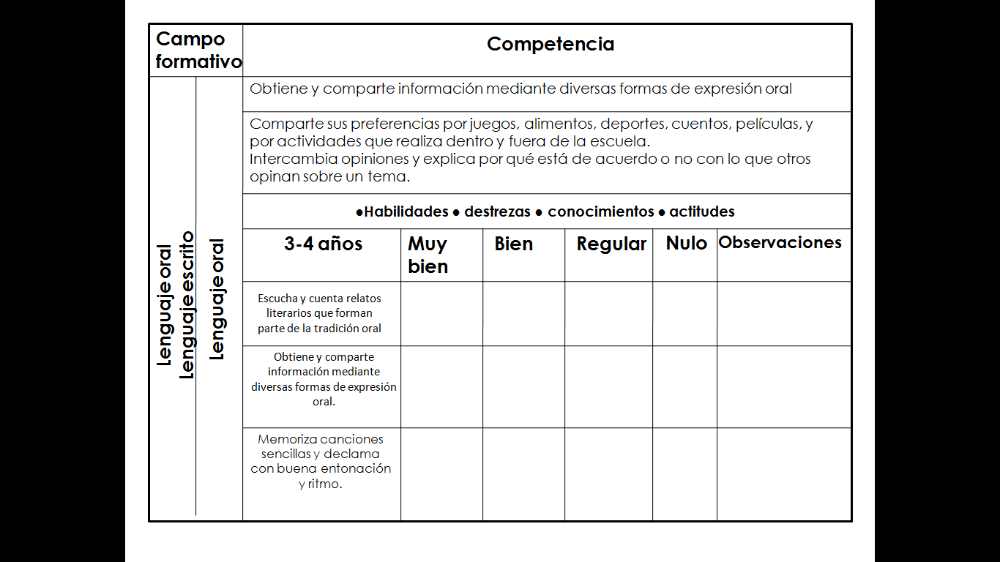 Campo
formativo
Competencia
Obtiene y comparte información mediante diversas formas de expresión oral
Comparte sus preferencias por juegos, alimentos, deportes, cuentos, películas, y
por actividades que realiza dentro y fuera de la escuela.
Intercambia opiniones y explica por qué está de acuerdo o no con lo que otros
opinan sobre un tema.
●Habilidades ● destrezas ● conocimientos ● actitudes
Lenguaje oral
Lenguaje escrito
Lenguaje oral
3-4 años
Muy
bien
Bien
Regular
Nulo
Observaciones
Escucha y cuenta relatos
literarios que forman
parte de la tradición oral
Obtiene y comparte
información mediante
diversas formas de expresión
oral.
Memoriza canciones
sencillas y declama
con buena entonación
y ritmo.